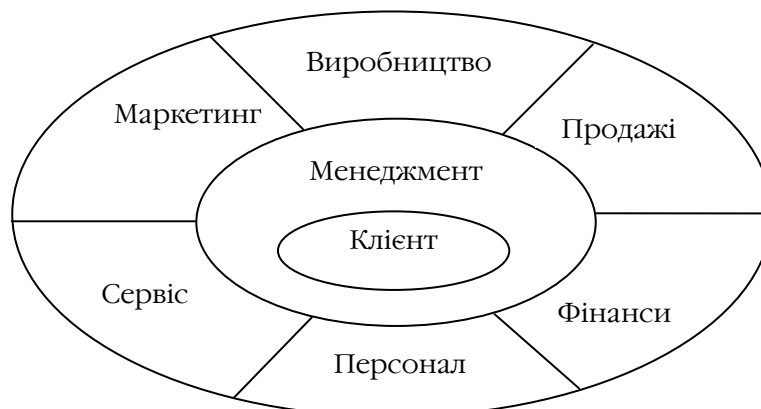 Виробництво
Маркетинг
Продажі
Менеджмент
Клієнт
Сервіс
Фінанси
Персонал